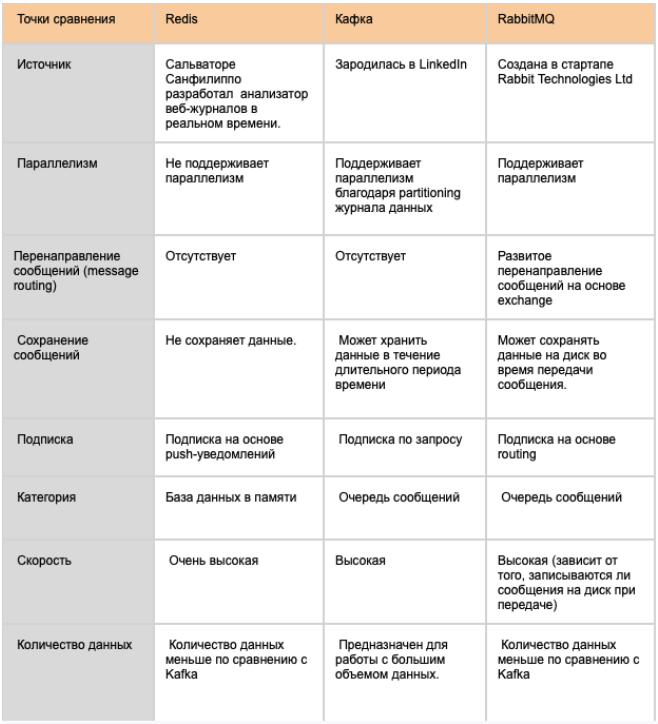 Точки сравнения
Redis
Кафка
RabbitMQ
Источник
Сальваторе
Санфилиппо
разработал анализатор
веб-журналов в
реальном времени.
Зародилась в LinkedIn
Создана в стартапе
Rabbit Technologies Ltd
Параллелизм
Не поддерживает
параллелизм
Поддерживает
параллелизм
благодаря partitioning
журнала данных
Поддерживает
параллелизм
Перенаправление
сообщений (message
routing)
Отсутствует
Отсутствует
Развитое
перенаправление
сообщений на основе
exchange
Сохранение
сообщений
Не сохраняет данные.
Может хранить
данные в течение
длительного периода
времени
Может сохранять
данные на диск во
время передачи
сообщения.
Подписка
Подписка на основе
push-уведомлений
Подписка по запросу
Подписка на основе
routing
Категория
База данных в памяти
Очередь сообщений
Очередь сообщений
Скорость
Очень высокая
Высокая
Высокая (зависит от
того, записываются ли
сообщения на диск при
передаче)
Количество данных
Количество данных
меньше по сравнению с
Kafka
Предназначен для
работы с большим
объемом данных.
Количество данных
меньше по сравнению с
Kafka